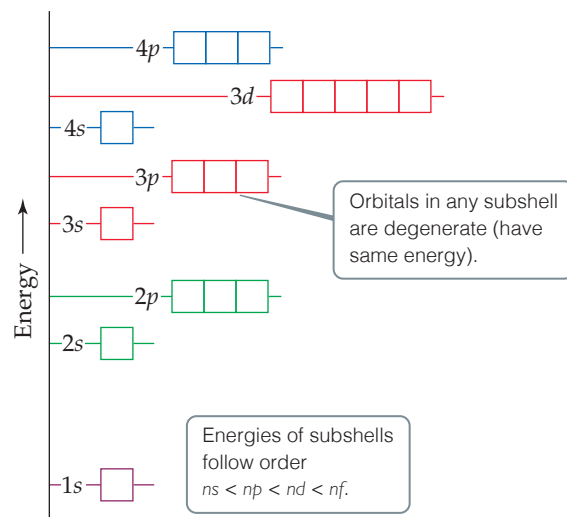 4p
3d
4s
3p
Orbitals in any subshell
are degenerate (have
same energy).
3s
Energy
2p
2s
Energies of subshells
follow order
ns < np < nd < nf.
1s